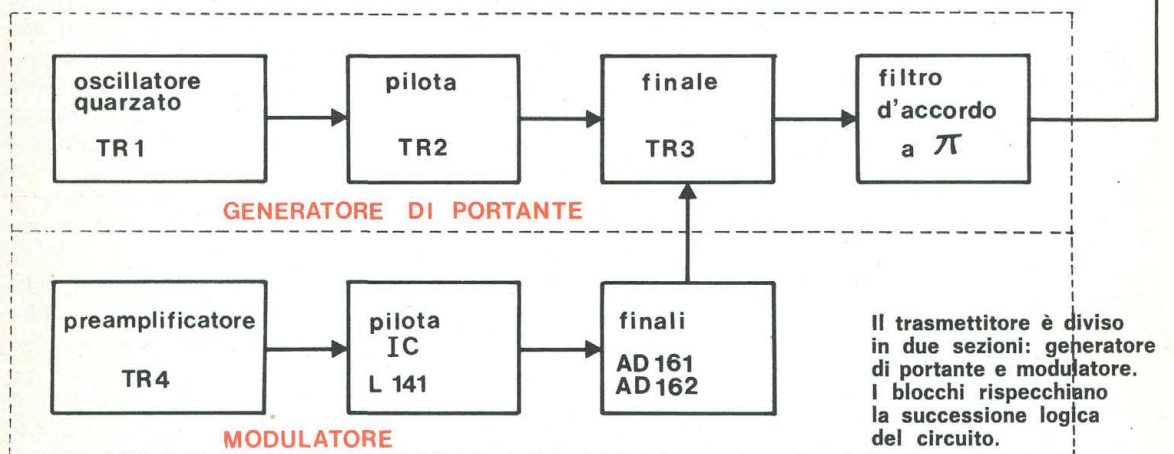 oscillatore
quarzato
TR1
pilota
TR2
finale
TR3
filtro
d'accordo
a π
GENERATORE DI PORTANTE
preamplificatore
TR4
pilota
IC
L 141
finali
AD 161
AD 162
MODULATORE
Il trasmettitore è diviso
in due sezioni: generatore
di portante e modulatore.
I blocchi rispecchiano
la successione logica
del circuito.